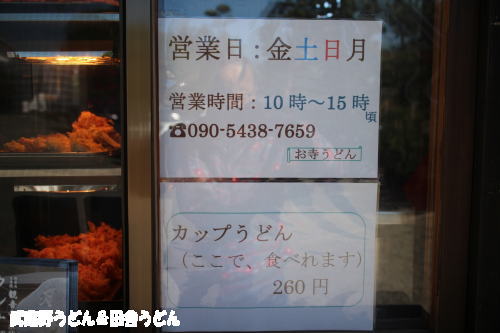 営業日：金土日月
営業時間：10時～15時頃
☎090-5438-7659
お寺うどん
カップうどん
（ここで、食べれます）
260円
武蔵野うどん＆田舎うどん